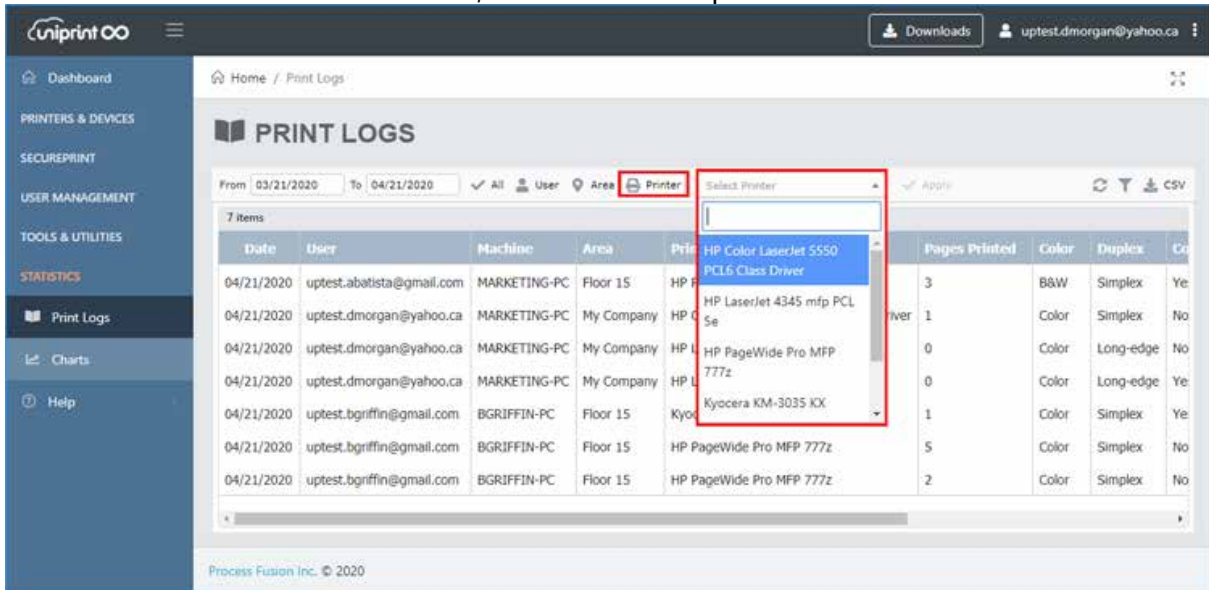 uniprint
Downloads
uptest.dmorgan@yahoo.ca
Dashboard
PRINTERS & DEVICES
SECUREPRINT
USER MANAGEMENT
TOOLS & UTILITIES
STATISTICS
Print Logs
Charts
Help
Home / Print Logs
PRINT LOGS
From 03/21/2020 To 04/21/2020 All User Area Printer Select Printer Apply CSV
7 items
Date User Machine Area Pages Printed Color Duplex
HP Color LaserJet 5550
PCL6 Class Driver
HP LaserJet 4345 mfp PCL
5e
HP PageWide Pro MFP
777z
Kyocera KM-3035 KX
04/21/2020 uptest.abatista@gmail.com MARKETING-PC Floor 15 HP 3 B&W Simplex Ye
04/21/2020 uptest.dmorgan@yahoo.ca MARKETING-PC My Company HP river 1 Color Simplex No
04/21/2020 uptest.dmorgan@yahoo.ca MARKETING-PC My Company HP 0 Color Long-edge No
04/21/2020 uptest.dmorgan@yahoo.ca MARKETING-PC My Company HP 0 Color Long-edge Ye
04/21/2020 uptest.bgriffin@gmail.com BGRIFFIN-PC Floor 15 Kyo 1 Color Simplex Ye
04/21/2020 uptest.bgriffin@gmail.com BGRIFFIN-PC Floor 15 HP PageWide Pro MFP 777z 5 Color Simplex No
04/21/2020 uptest.bgriffin@gmail.com BGRIFFIN-PC Floor 15 HP PageWide Pro MFP 777z 2 Color Simplex No
Process Fusion Inc. © 2020